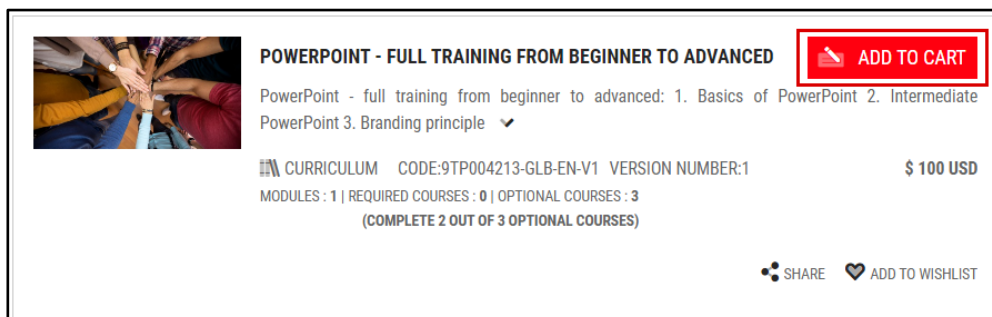 POWERPOINT - FULL TRAINING FROM BEGINNER TO ADVANCED
ADD TO CART
PowerPoint - full training from beginner to advanced: 1. Basics of PowerPoint 2. Intermediate
PowerPoint 3. Branding principle
CURRICULUM CODE:9TP004213-GLB-EN-V1 VERSION NUMBER:1 $ 100 USD
MODULES : 1 | REQUIRED COURSES : 0 | OPTIONAL COURSES : 3
(COMPLETE 2 OUT OF 3 OPTIONAL COURSES)
SHARE ADD TO WISHLIST